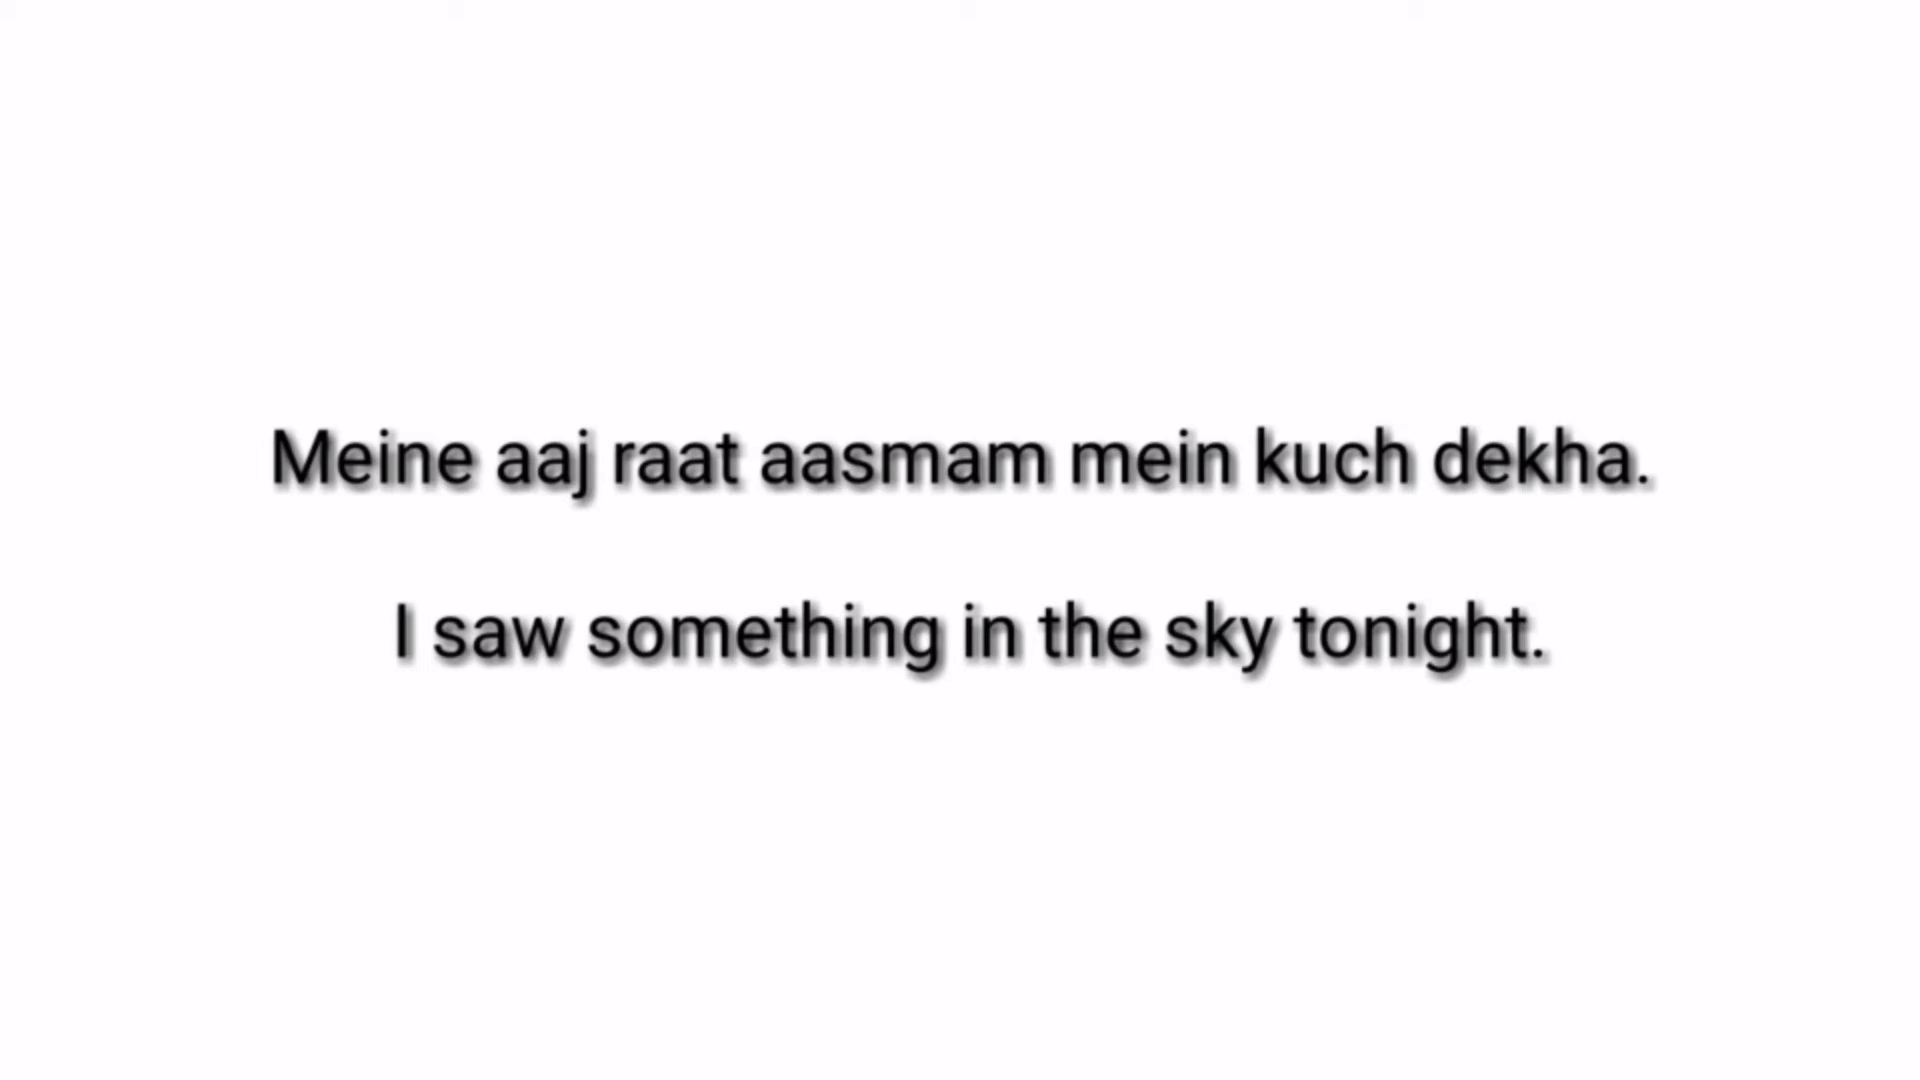 Meine aaj raat aasmam mein kuch dekha.
I saw something in the sky tonight.